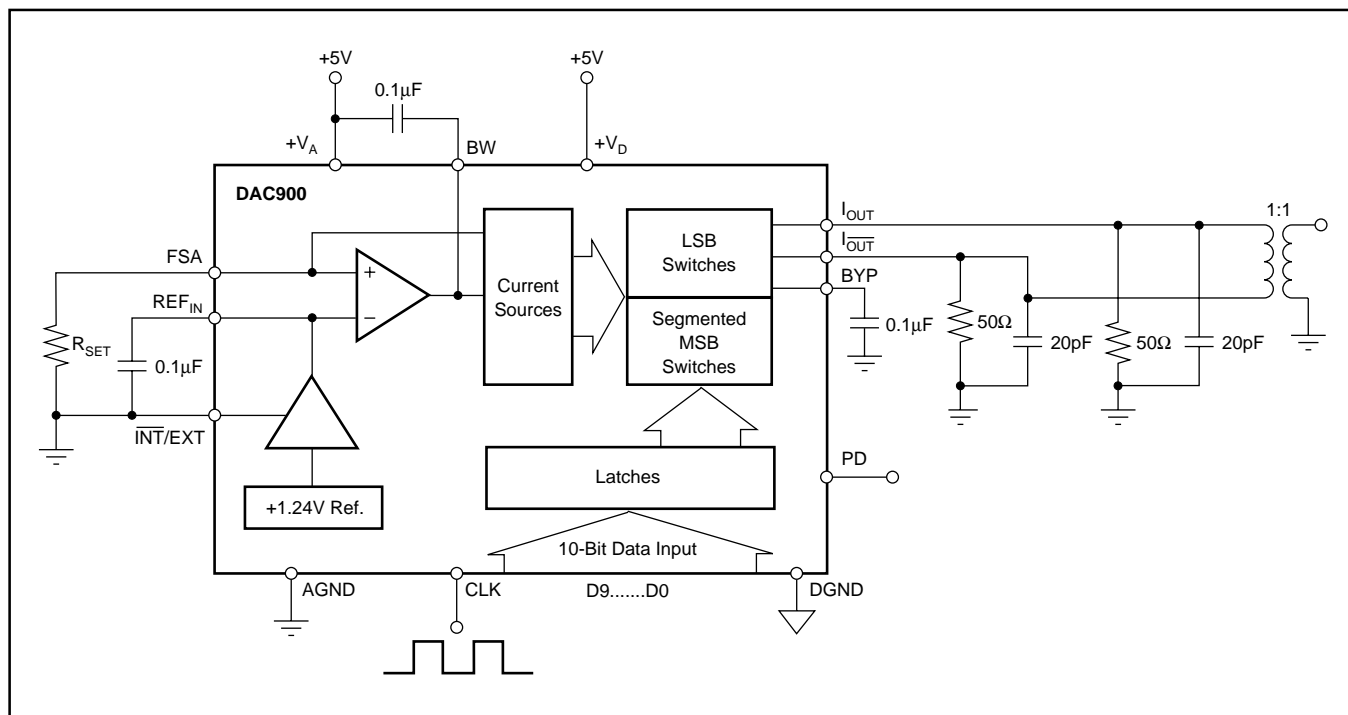 +5V
+5V
0.1µF
+V_A
BW
+V_D
DAC900
I_OUT
1:1
I_O̅U̅T̅
LSB
Switches
FSA
+
BYP
Current
Sources
REF_IN
–
Segmented
MSB
Switches
0.1µF
50Ω
20pF
50Ω
20pF
R_SET
0.1µF
I̅N̅T̅/EXT
PD
Latches
+1.24V Ref.
10-Bit Data Input
AGND
CLK
D9.......D0
DGND